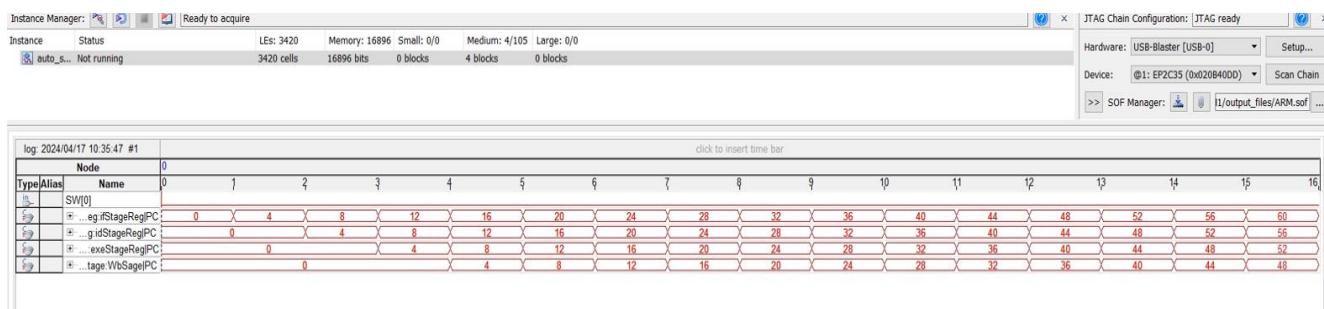 Instance Manager: Ready to acquire
JTAG Chain Configuration: JTAG ready
Instance Status LEs: 3420 Memory: 16896 Small: 0/0 Medium: 4/105 Large: 0/0
auto_s... Not running 3420 cells 16896 bits 0 blocks 4 blocks 0 blocks
Hardware: USB-Blaster [USB-0] Setup...
Device: @1: EP2C35 (0x020B40DD) Scan Chain
>> SOF Manager: l1/output_files/ARM.sof ...
log: 2024/04/17 10:35:47 #1 click to insert time bar
Node 0
Type Alias Name 0 1 2 3 4 5 6 7 8 9 10 11 12 13 14 15 16
SW[0]
...eg:ifStageReg|PC 0 4 8 12 16 20 24 28 32 36 40 44 48 52 56 60
...g:idStageReg|PC 0 4 8 12 16 20 24 28 32 36 40 44 48 52 56
...:exeStageReg|PC 0 4 8 12 16 20 24 28 32 36 40 44 48 52
...tage:WbSage|PC 0 4 8 12 16 20 24 28 32 36 40 44 48